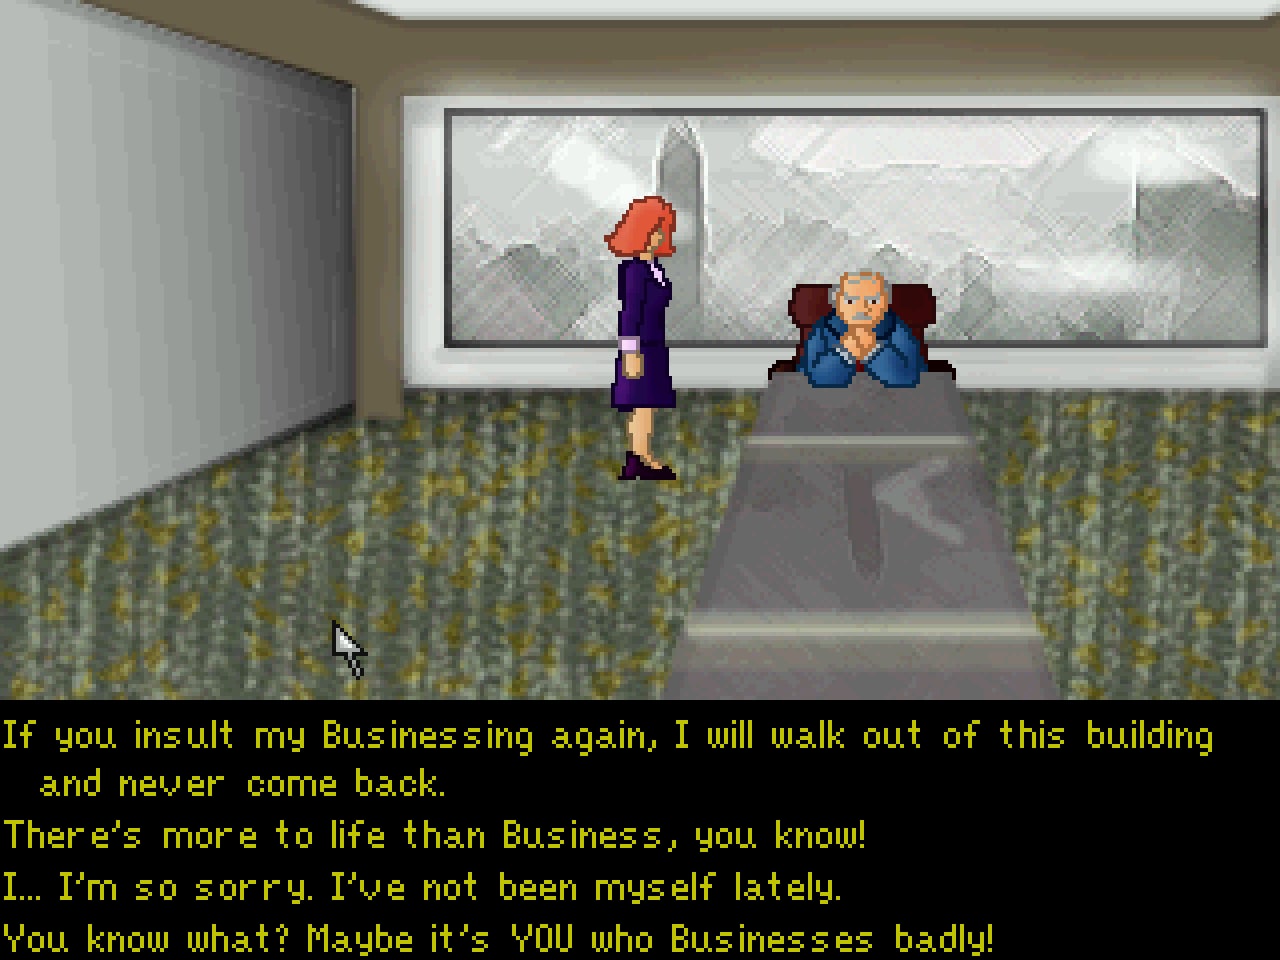 If you insult my Businessing again, I will walk out of this building
and never come back.
There's more to life than Business, you know!
I... I'm so sorry. I've not been myself lately.
You know what? Maybe it's YOU who Businesses badly!